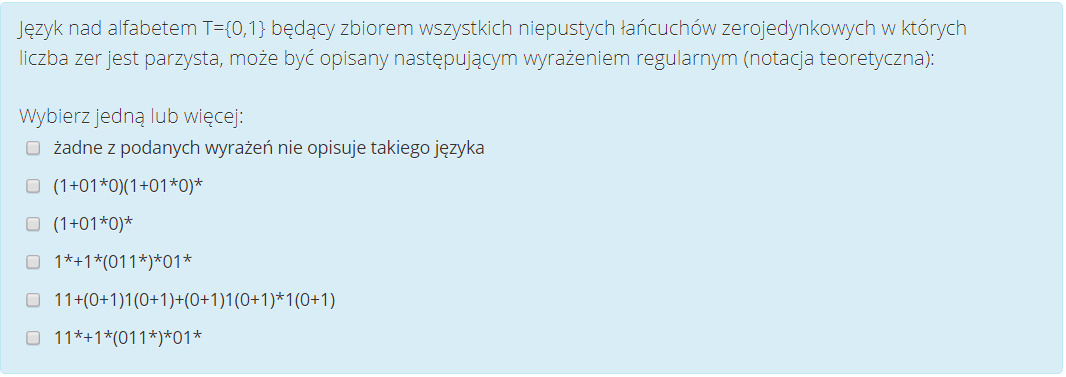 Język nad alfabetem T={0,1} będący zbiorem wszystkich niepustych łańcuchów zerojedynkowych w których
liczba zer jest parzysta, może być opisany następującym wyrażeniem regularnym (notacja teoretyczna):
Wybierz jedną lub więcej:
żadne z podanych wyrażeń nie opisuje takiego języka
(1+01*0)(1+01*0)*
(1+01*0)*
1*+1*(011*)*01*
11+(0+1)1(0+1)+(0+1)1(0+1)*1(0+1)
11*+1*(011*)*01*